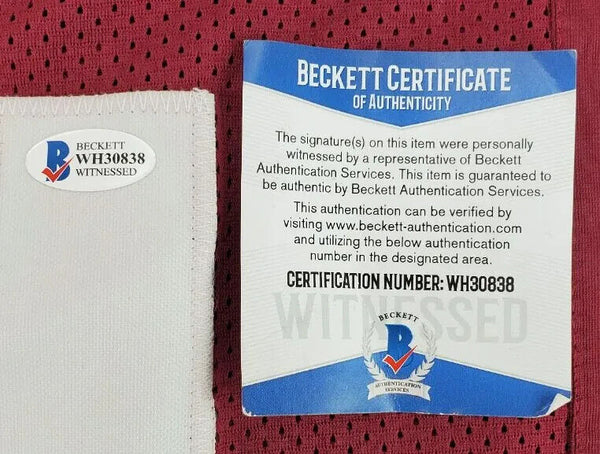 BECKETT
WH30838
WITNESSED
B
BECKETT CERTIFICATE
OF AUTHENTICITY
The signature(s) on this item were personally
witnessed by a representative of Beckett
Authentication Services. This item is guaranteed to
be authentic by Beckett Authentication Services.
This authentication can be verified by
visiting www.beckett-authentication.com
and utilizing the below authentication
number in the designated area.
CERTIFICATION NUMBER: WH30838
WITNESSED
BECKETT
B
AUTHENTICATION
SERVICES